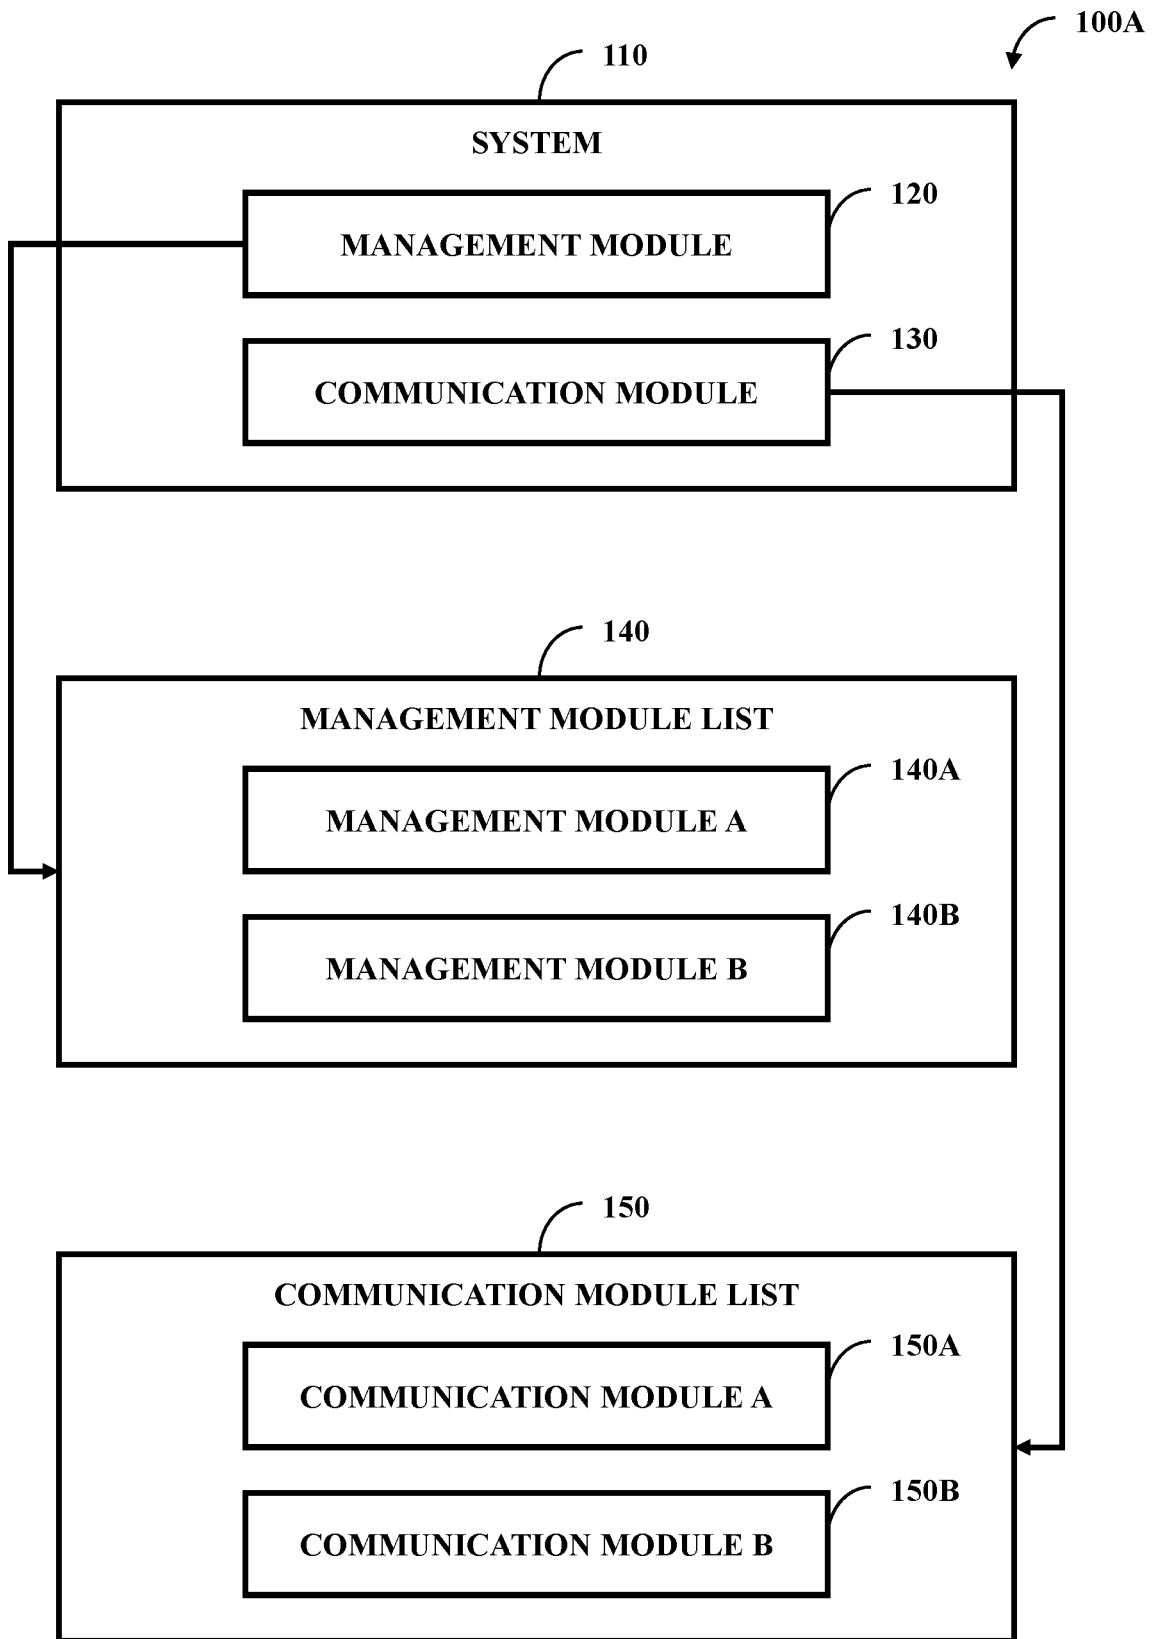 100A
110
SYSTEM
120
MANAGEMENT MODULE
130
COMMUNICATION MODULE
140
MANAGEMENT MODULE LIST
140A
MANAGEMENT MODULE A
140B
MANAGEMENT MODULE B
150
COMMUNICATION MODULE LIST
150A
COMMUNICATION MODULE A
150B
COMMUNICATION MODULE B